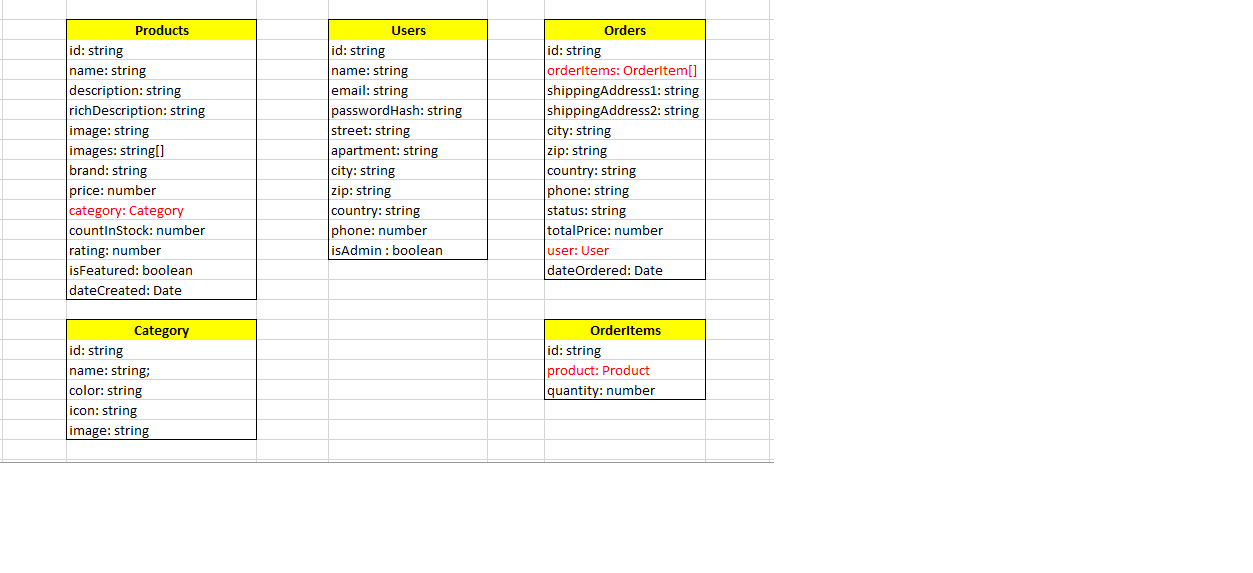 Products
id: string
name: string
description: string
richDescription: string
image: string
images: string[]
brand: string
price: number
category: Category
countInStock: number
rating: number
isFeatured: boolean
dateCreated: Date
Users
id: string
name: string
email: string
passwordHash: string
street: string
apartment: string
city: string
zip: string
country: string
phone: number
isAdmin : boolean
Orders
id: string
orderItems: OrderItem[]
shippingAddress1: string
shippingAddress2: string
city: string
zip: string
country: string
phone: string
status: string
totalPrice: number
user: User
dateOrdered: Date
Category
id: string
name: string;
color: string
icon: string
image: string
OrderItems
id: string
product: Product
quantity: number